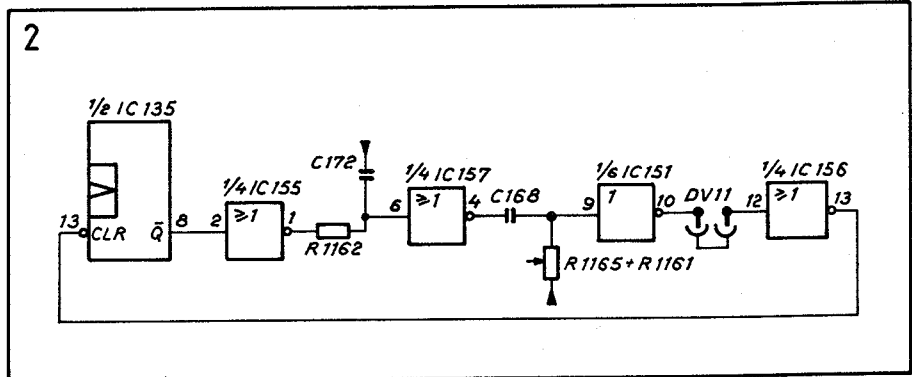 2
1/2 IC 135
C172
1/4 IC 157
1/6 IC 151
1/4 IC 156
1/4 IC 155
C168
DV11
≥1
≥1
1
≥1
13
CLR
Q̅
8
2
1
6
4
9
10
12
13
R1162
R1165+R1161